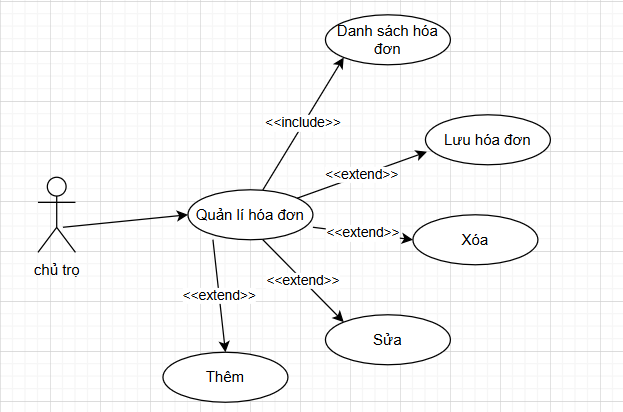 Danh sách hóa
đơn
<<include>>
Lưu hóa đơn
<<extend>>
Quản lí hóa đơn
<<extend>>
Xóa
chủ trọ
<<extend>>
<<extend>>
Sửa
Thêm